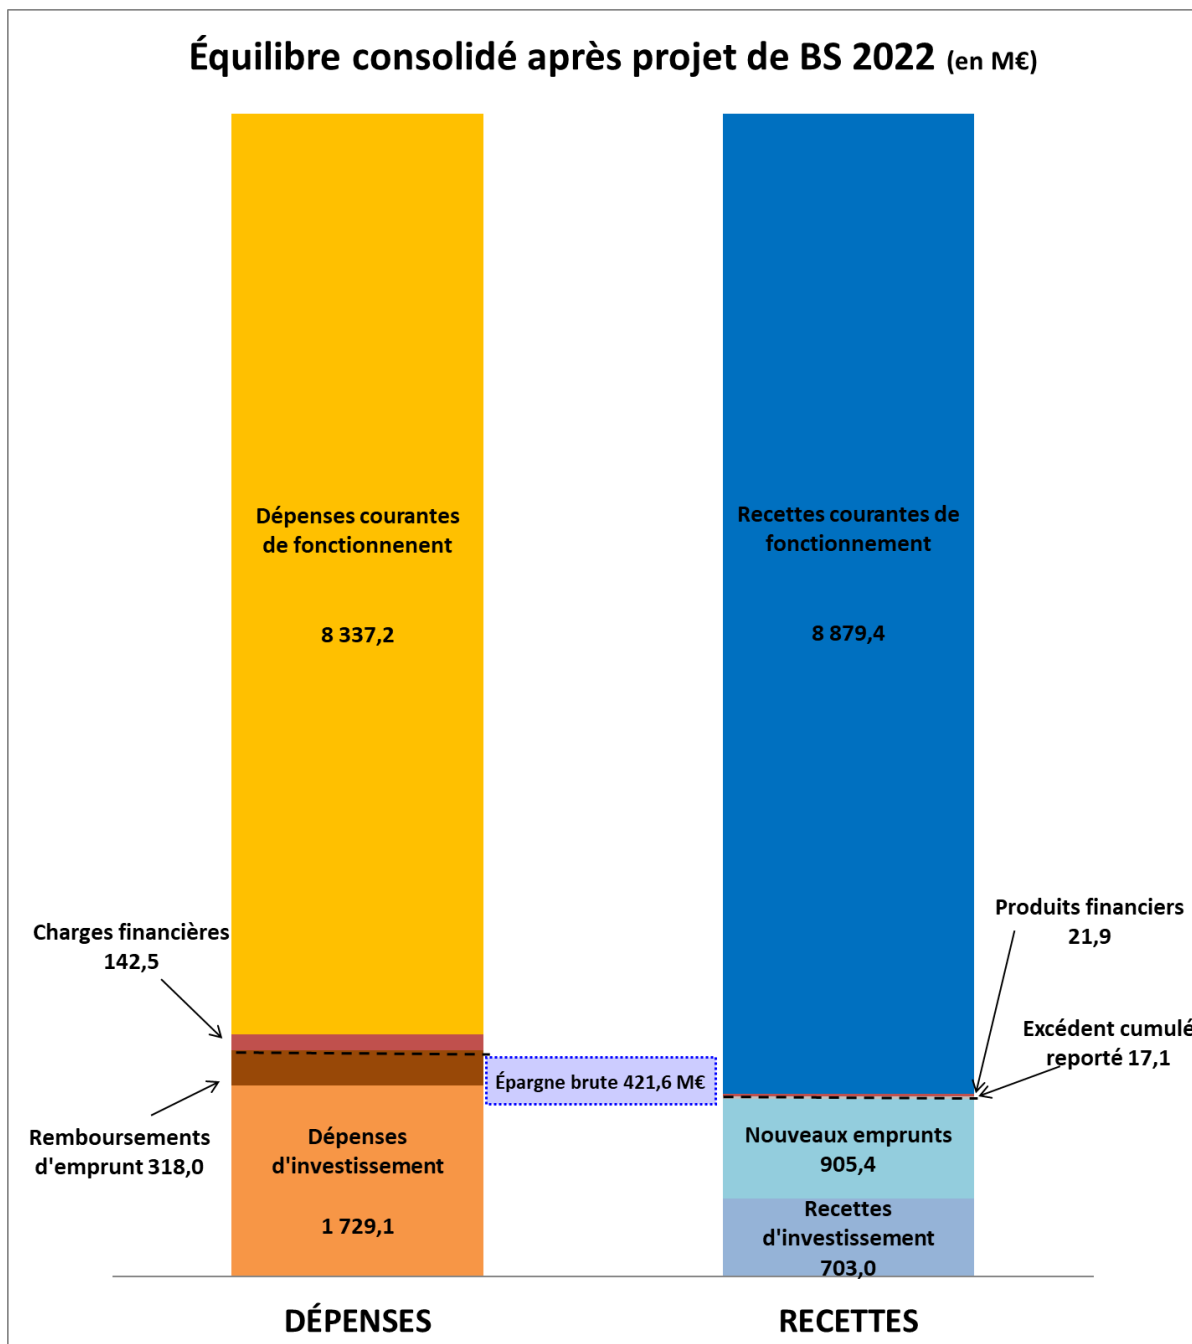 Équilibre consolidé après projet de BS 2022 (en M€)
Dépenses courantes
de fonctionnenent
8 337,2
Recettes courantes de
fonctionnement
8 879,4
Charges financières
142,5
Produits financiers
21,9
Excédent cumulé
reporté 17,1
Épargne brute 421,6 M€
Remboursements
d'emprunt 318,0
Dépenses
d'investissement
1 729,1
Nouveaux emprunts
905,4
Recettes
d'investissement
703,0
DÉPENSES
RECETTES